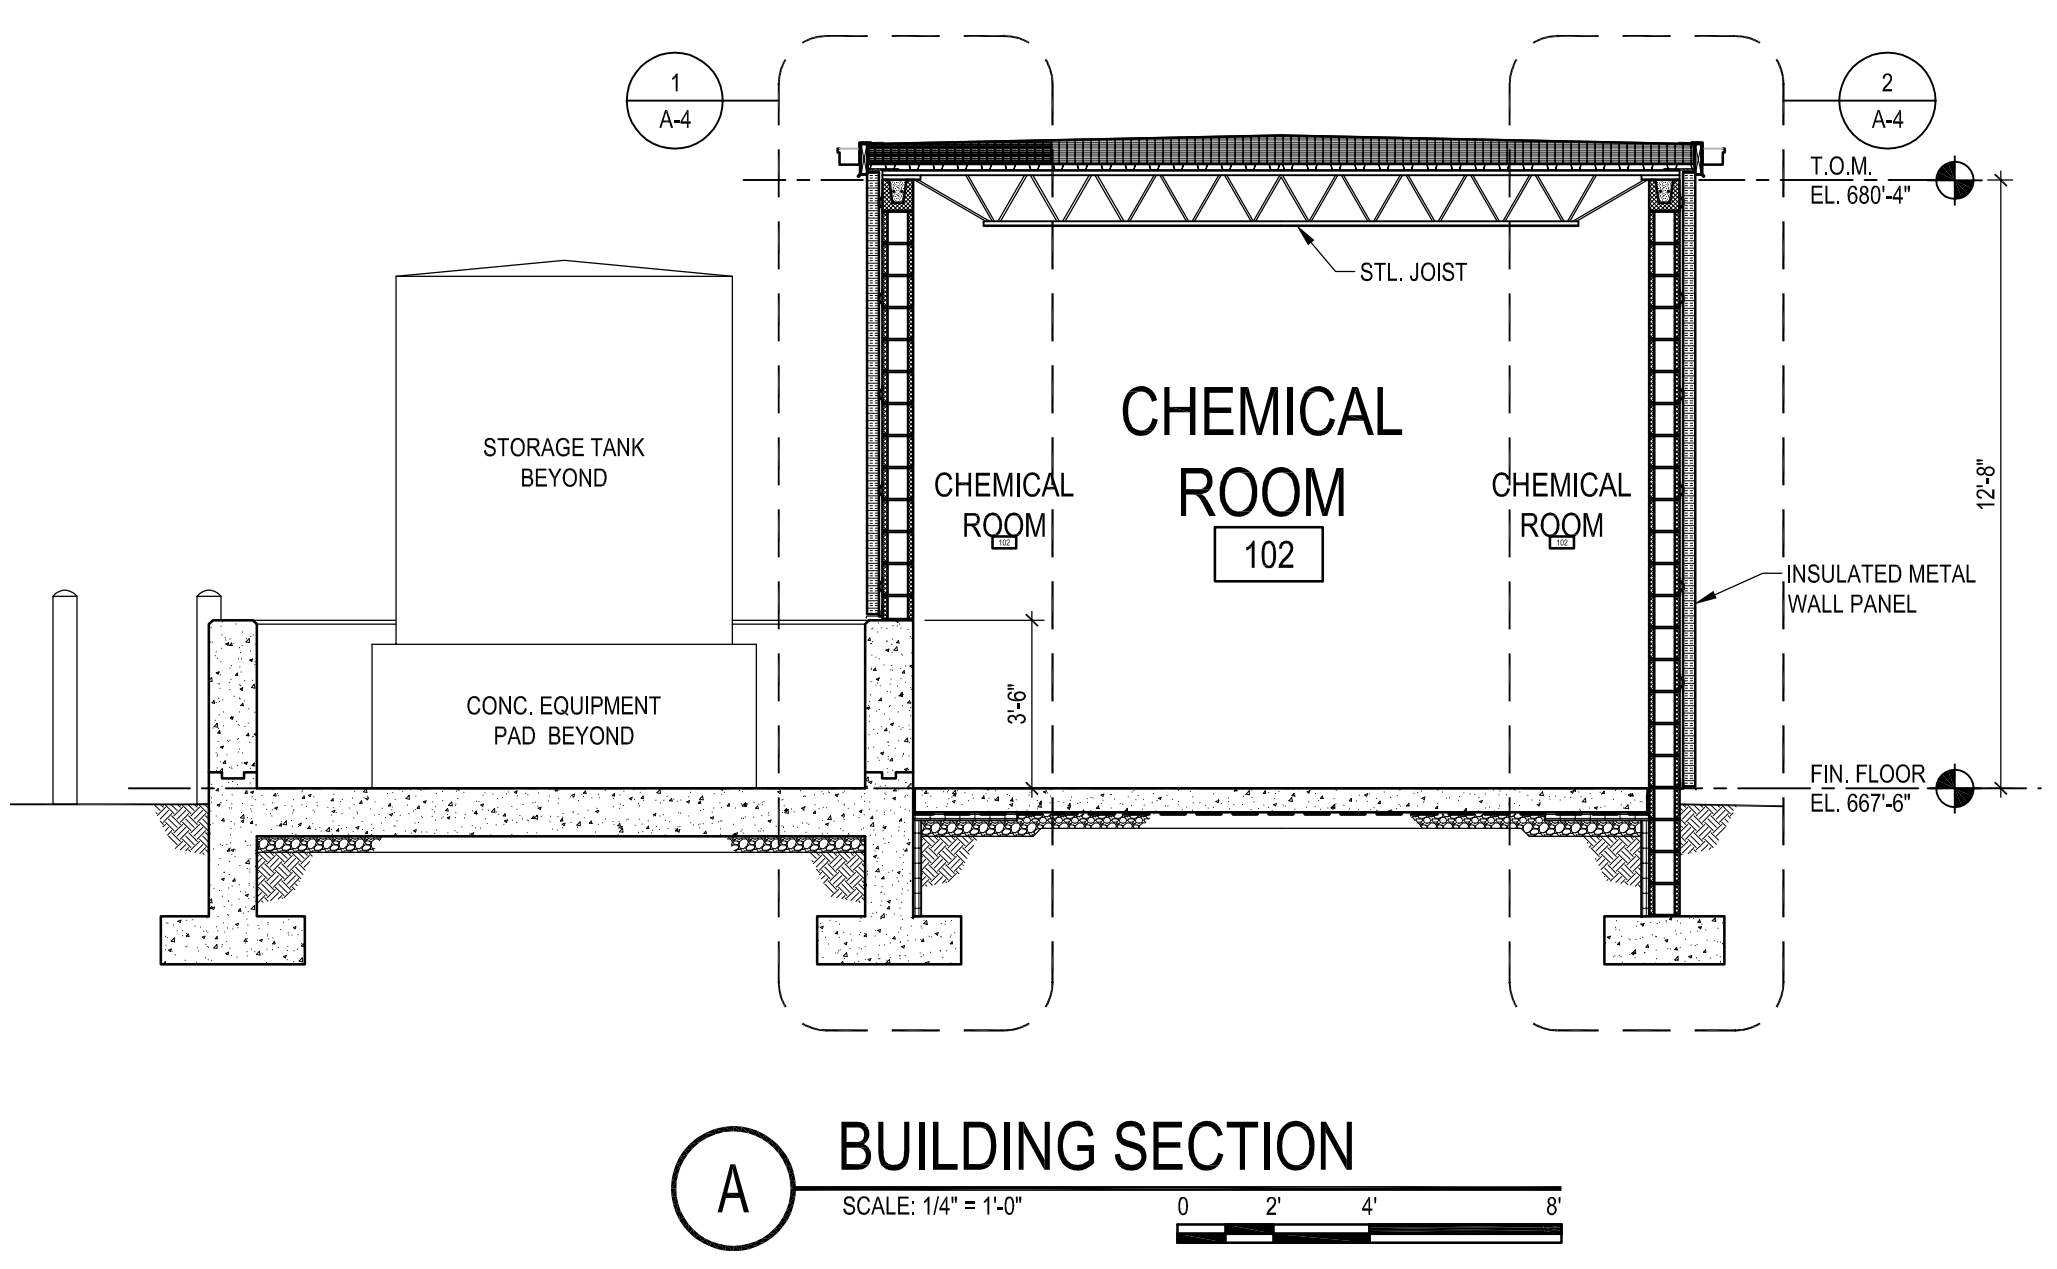 1
A-4
2
A-4
T.O.M.
EL. 680'-4"
STL. JOIST
STORAGE TANK
BEYOND
CHEMICAL
ROOM
102
CHEMICAL
ROOM
102
CHEMICAL
ROOM
102
12'-8"
INSULATED METAL
WALL PANEL
3'-6"
CONC. EQUIPMENT
PAD BEYOND
FIN. FLOOR
EL. 667'-6"
A
BUILDING SECTION
SCALE: 1/4" = 1'-0"
0 2' 4' 8'